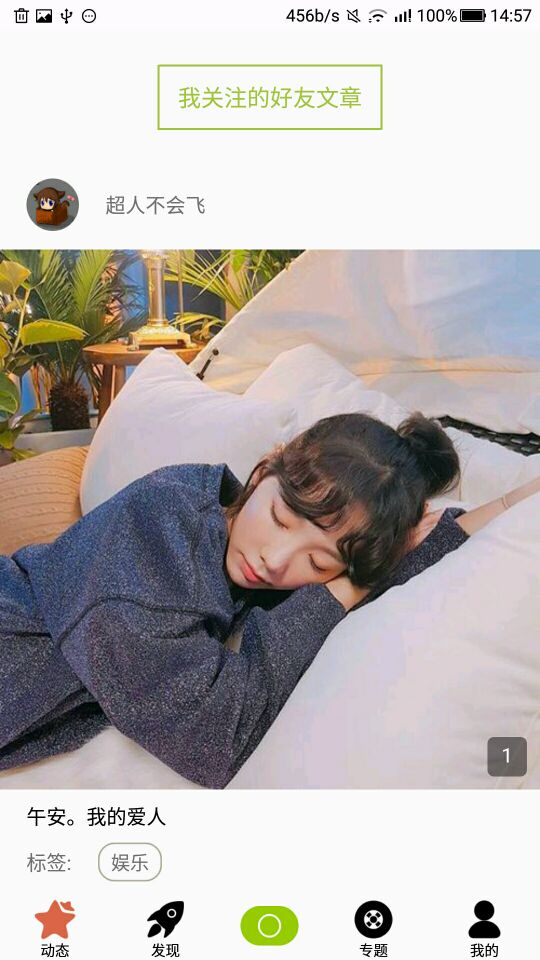 456b/s 100% 14:57
我关注的好友文章
超人不会飞
1
午安。我的爱人
标签: 娱乐
动态 发现 专题 我的